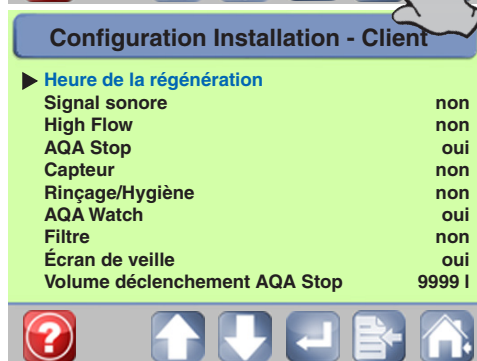 Configuration Installation - Client
Heure de la régénération
Signal sonore non
High Flow non
AQA Stop oui
Capteur non
Rinçage/Hygiène non
AQA Watch oui
Filtre non
Écran de veille oui
Volume déclenchement AQA Stop 9999 l
?